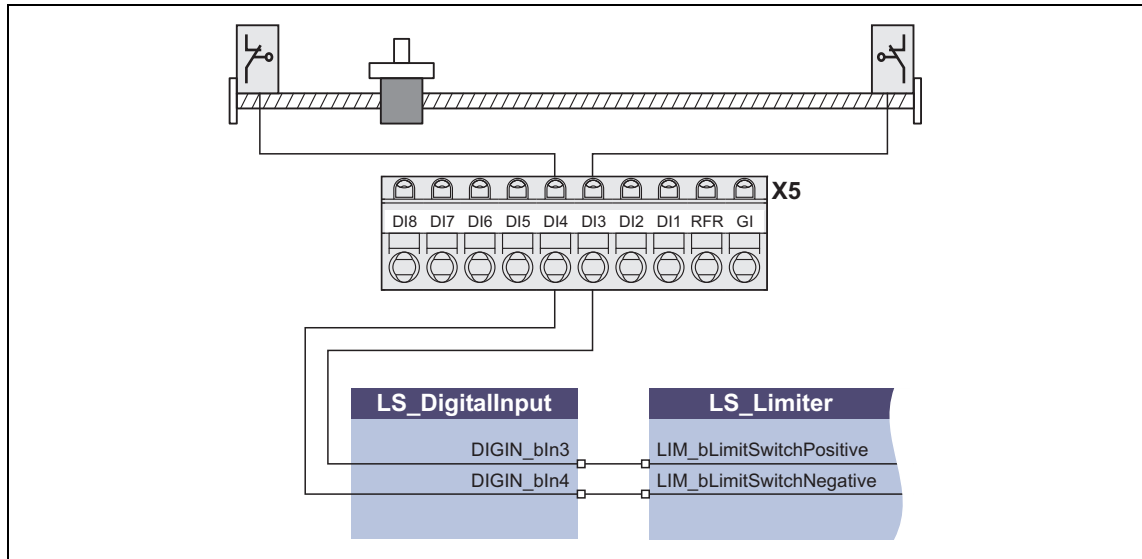 X5
DI8 DI7 DI6 DI5 DI4 DI3 DI2 DI1 RFR GI
LS_DigitalInput LS_Limiter
DIGIN_bIn3 LIM_bLimitSwitchPositive
DIGIN_bIn4 LIM_bLimitSwitchNegative